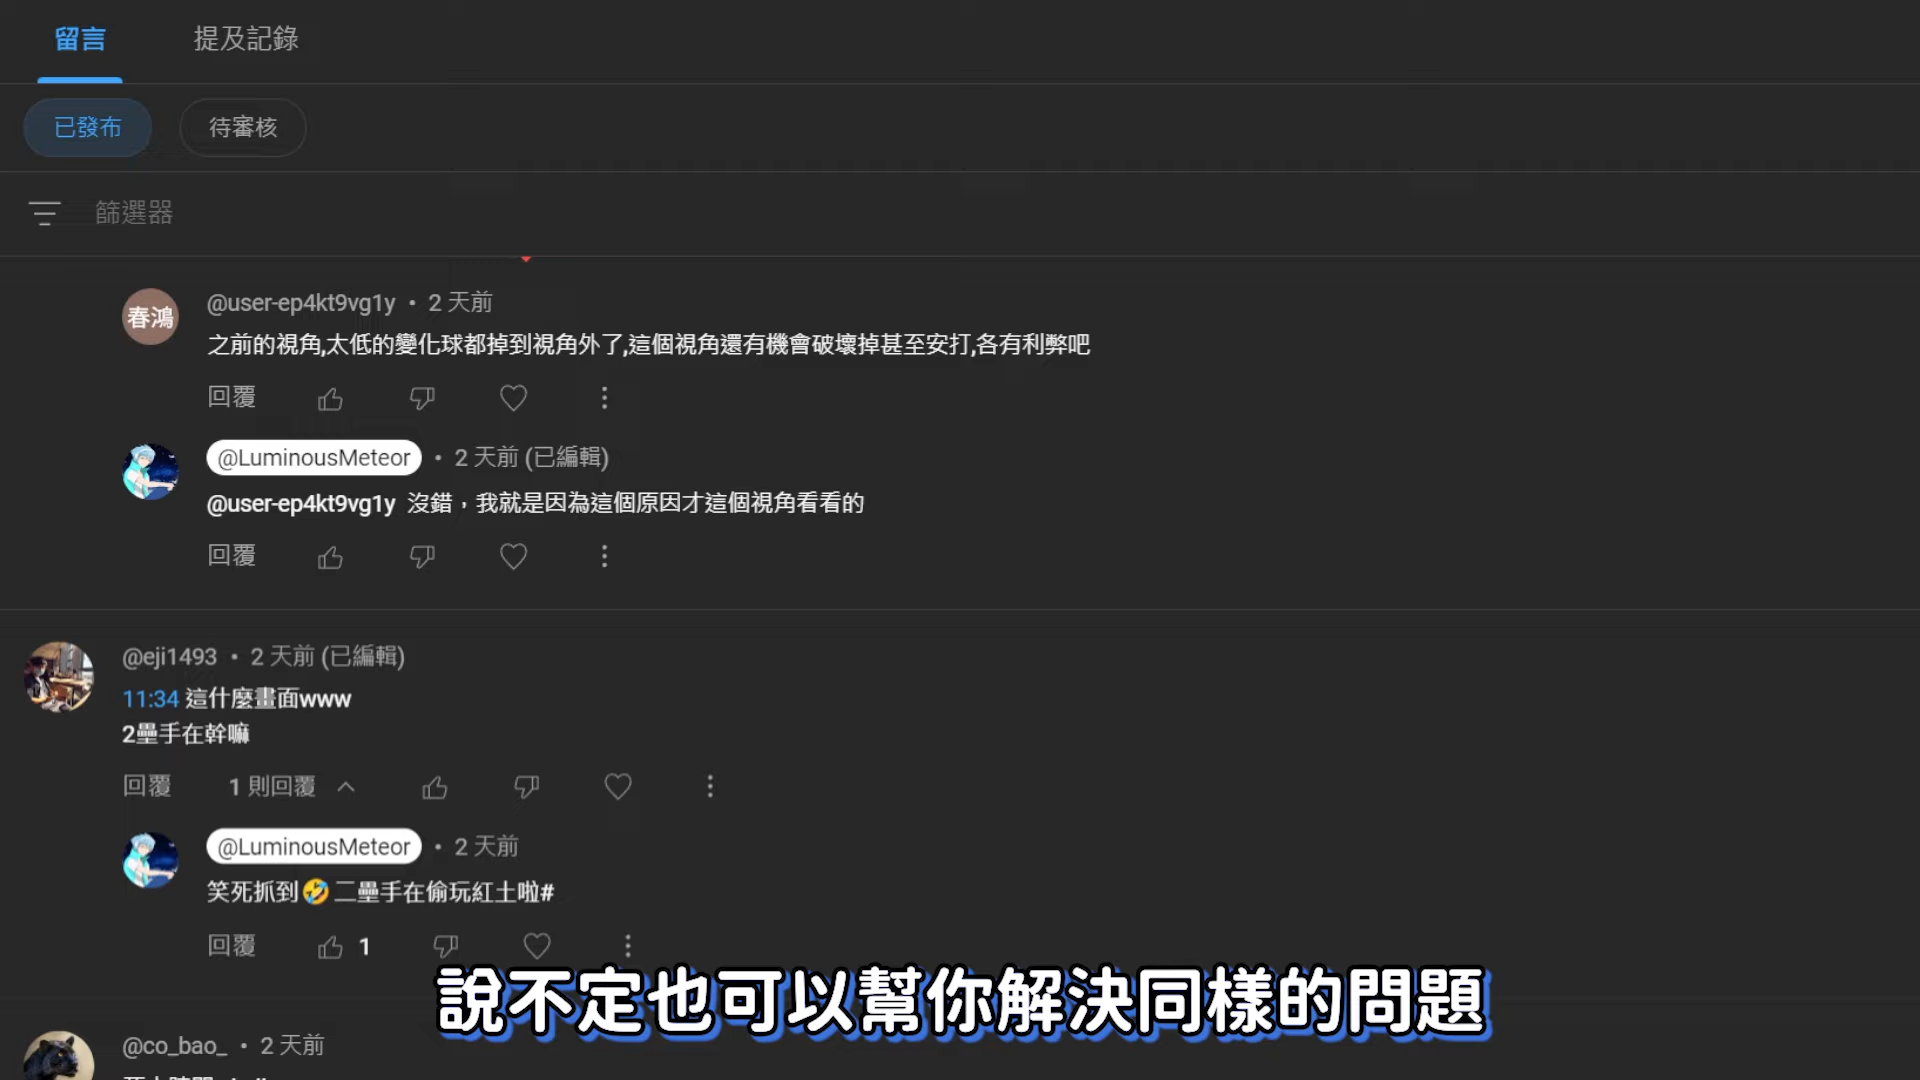 留言 提及記錄
已發布 待審核
篩選器
春鴻
@user-ep4kt9vg1y • 2 天前
之前的視角,太低的變化球都掉到視角外了,這個視角還有機會破壞掉甚至安打,各有利弊吧
回覆
@LuminousMeteor • 2 天前 (已編輯)
@user-ep4kt9vg1y 沒錯，我就是因為這個原因才這個視角看看的
回覆
@eji1493 • 2 天前 (已編輯)
11:34 這什麼畫面www
2壘手在幹嘛
回覆 1 則回覆
@LuminousMeteor • 2 天前
笑死抓到🤣二壘手在偷玩紅土啦#
回覆 1
說不定也可以幫你解決同樣的問題
@co_bao_ • 2 天前